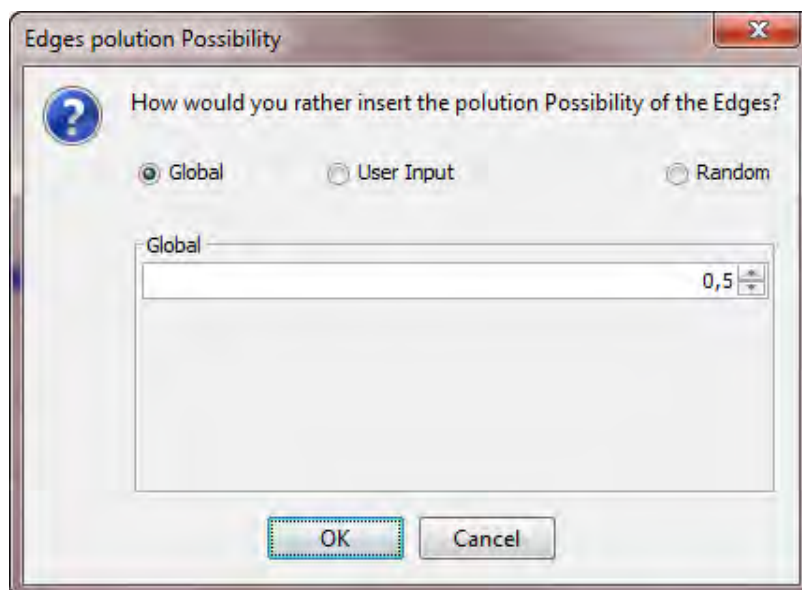 Edges polution Possibility
How would you rather insert the polution Possibility of the Edges?
Global User Input Random
Global
0,5
OK Cancel